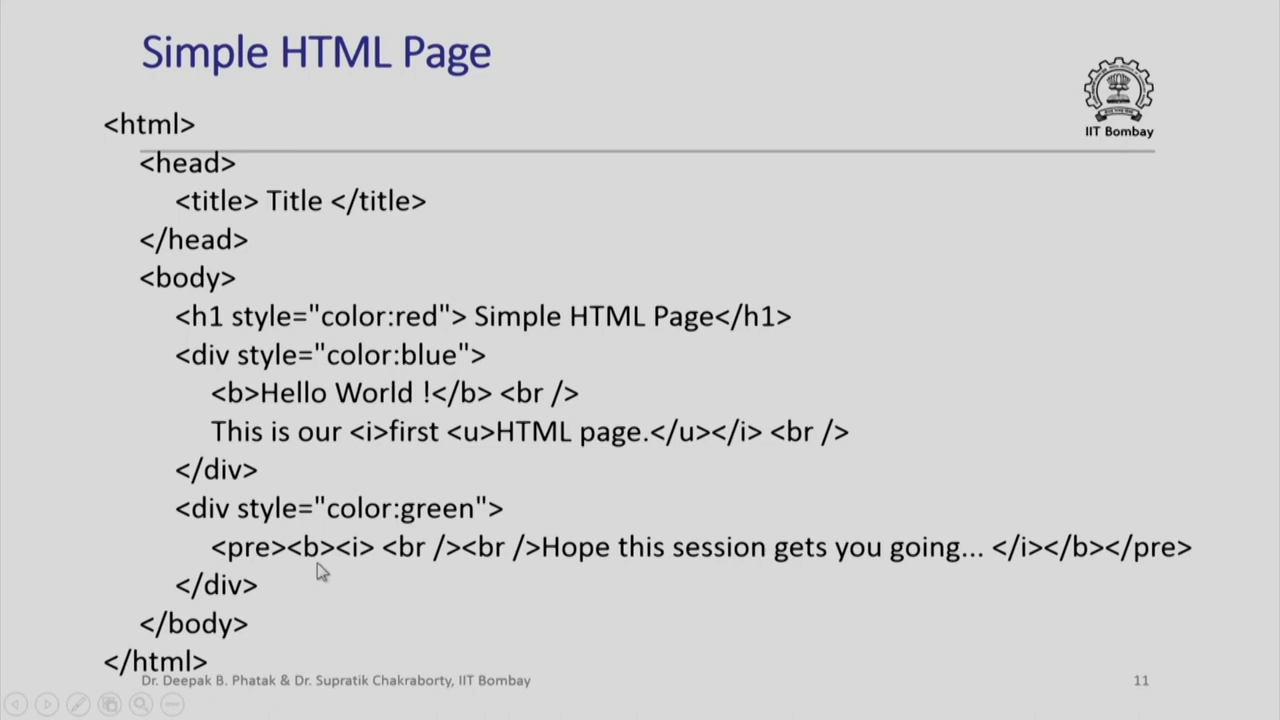 Simple HTML Page
IIT Bombay
<html>
<head>
<title> Title </title>
</head>
<body>
<h1 style="color:red"> Simple HTML Page</h1>
<div style="color:blue">
<b>Hello World !</b> <br />
This is our <i>first <u>HTML page.</u></i> <br />
</div>
<div style="color:green">
<pre><b><i> <br /><br />Hope this session gets you going... </i></b></pre>
</div>
</body>
</html>
Dr. Deepak B. Phatak & Dr. Supratik Chakraborty, IIT Bombay
11